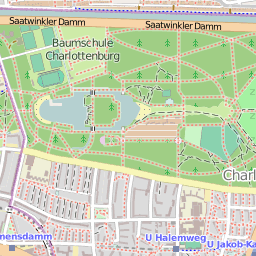 Saatwinkler Damm
Saatwinkler Damm
Baumschule
Charlottenburg
Charl
mensdamm
U Halemweg
U Jakob-Ka